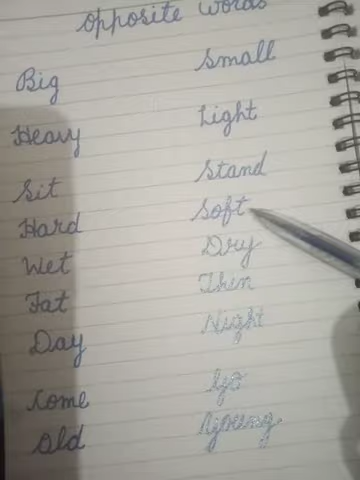 Opposite Words
Big Small
Heavy Light
Sit Stand
Hard Soft
Wet Dry
Fat Thin
Day Night
Come Go
Old Young